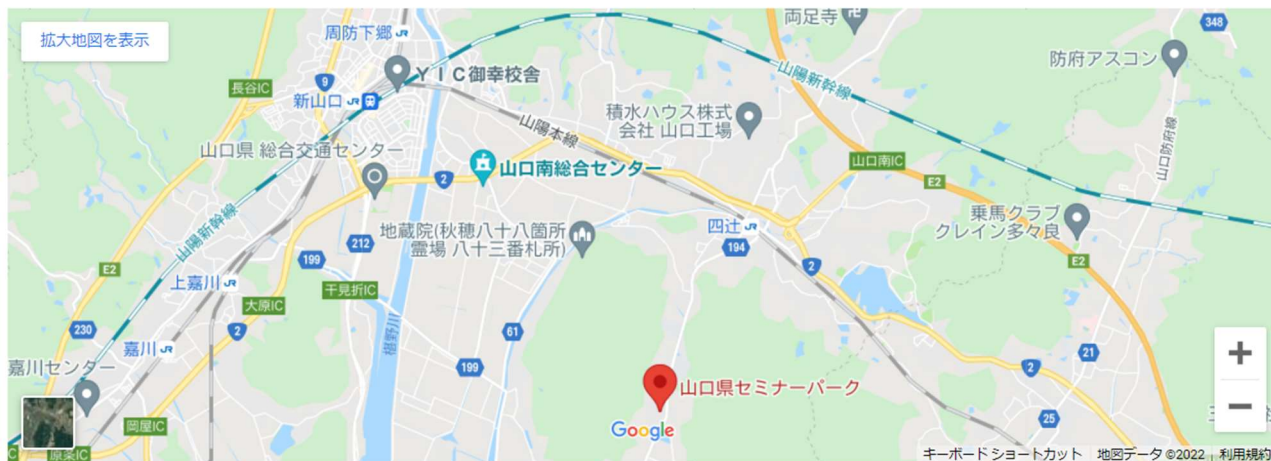 拡大地図を表示
周防下郷
両足寺
348
防府アスコン
9
ＹＩＣ御幸校舎
山陽新幹線
長谷IC
新山口
積水ハウス株式
会社 山口工場
山陽本線
山口防府線
山口県 総合交通センター
山口南総合センター
山口南IC
2
E2
山陽新幹線
地蔵院(秋穂八十八箇所
霊場 八十三番札所)
四辻
乗馬クラブ
クレイン多々良
212
194
199
E2
2
E2
上嘉川
千見折IC
大原IC
椹野川
230
2
61
嘉川
199
21
2
嘉川センター
山口県セミナーパーク
25
岡屋IC
Google
原条IC
キーボード ショートカット
地図データ ©2022
利用規約